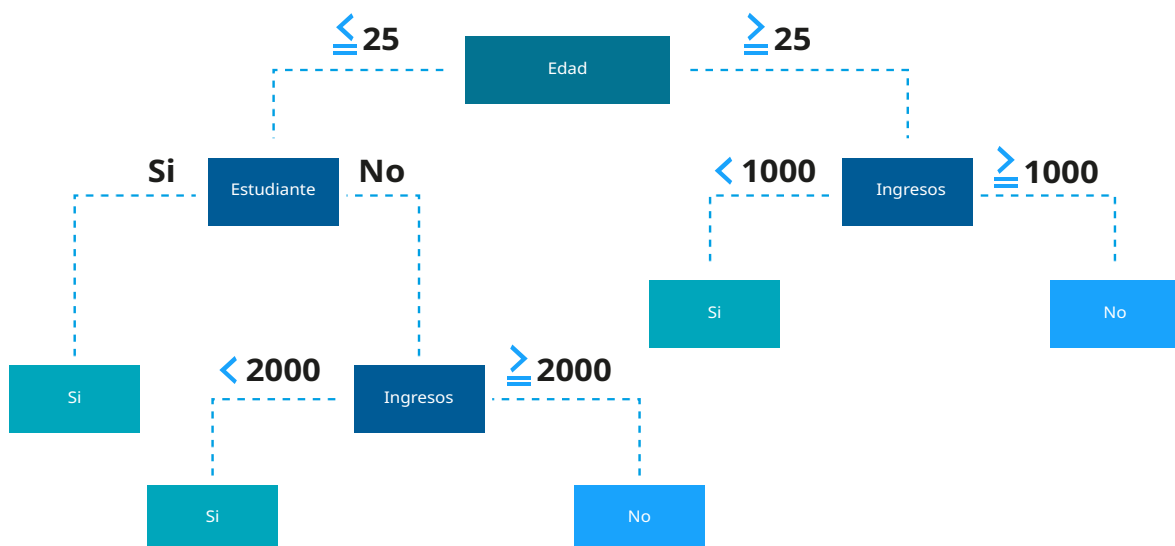 ≦ 25
Edad
≧ 25
Si
Estudiante
No
< 1000
Ingresos
≧ 1000
Si
No
Si
< 2000
Ingresos
≧ 2000
Si
No